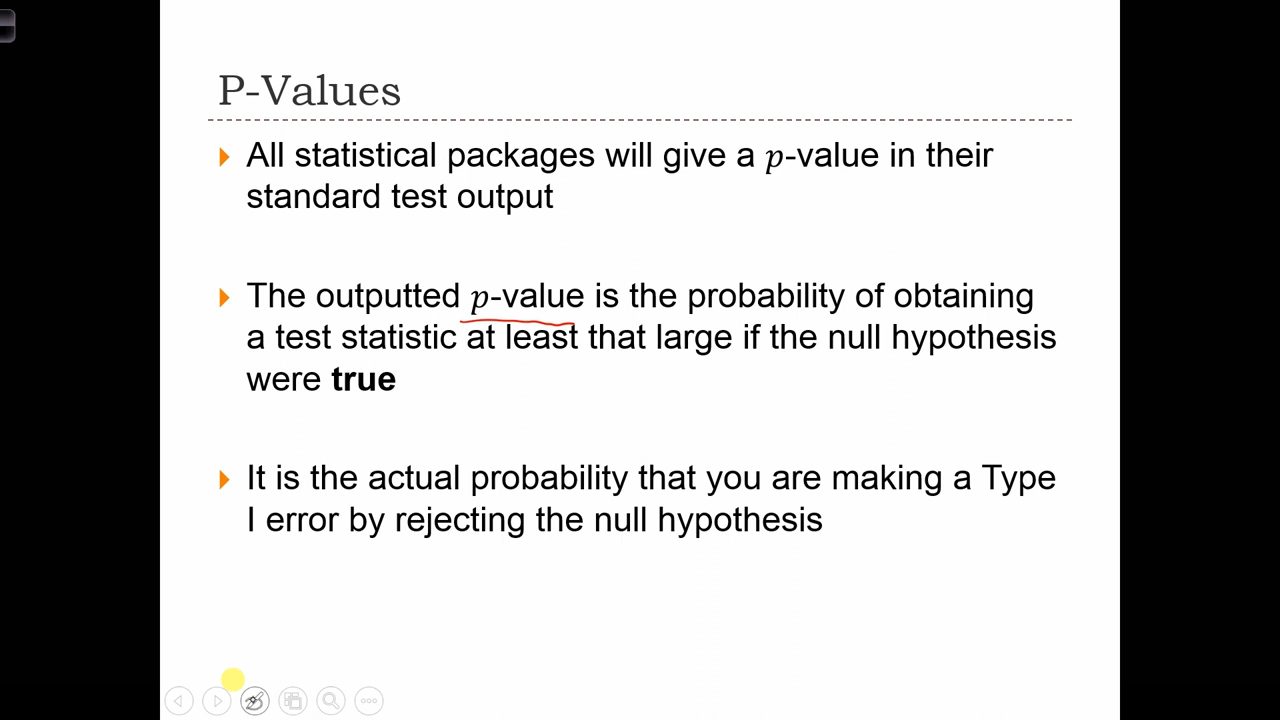 P-Values
All statistical packages will give a p-value in their
standard test output
The outputted p-value is the probability of obtaining
a test statistic at least that large if the null hypothesis
were true
It is the actual probability that you are making a Type
I error by rejecting the null hypothesis